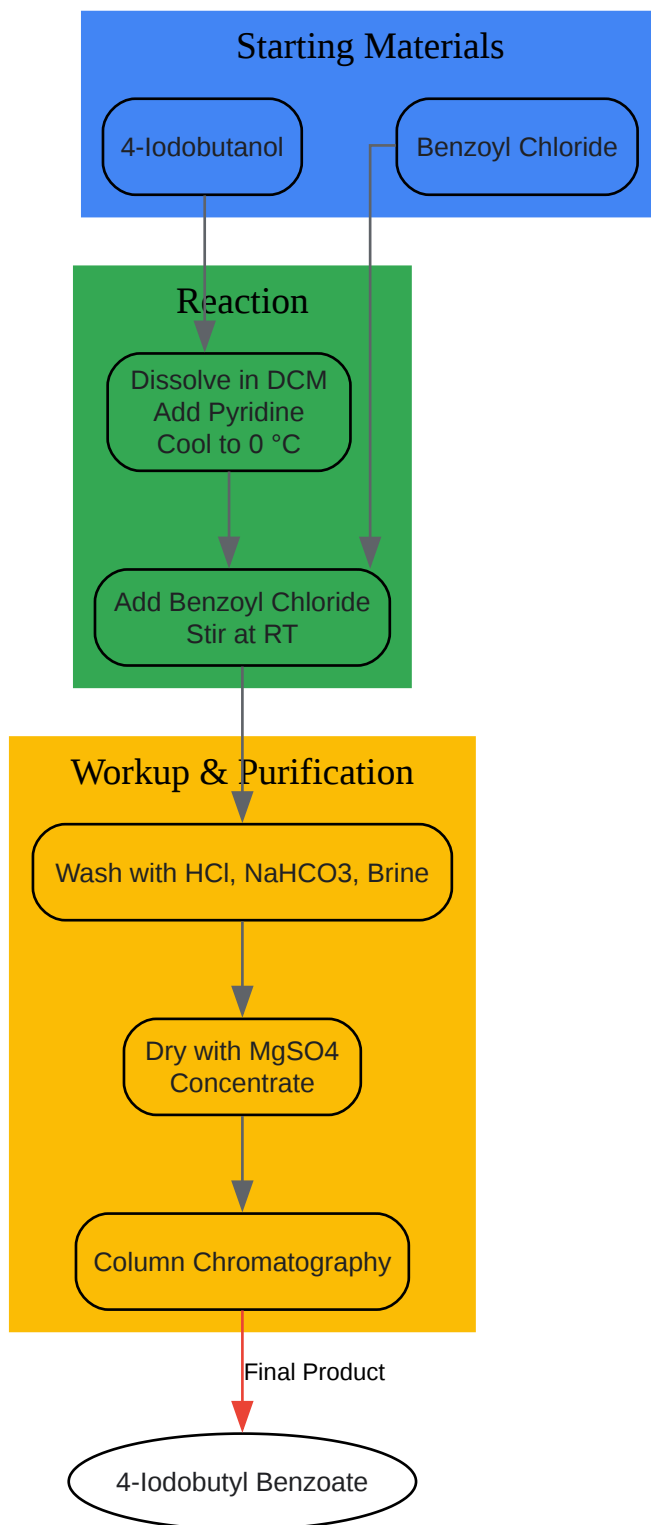 Starting Materials
4-Iodobutanol
Benzoyl Chloride
Reaction
Dissolve in DCM
Add Pyridine
Cool to 0 °C
Add Benzoyl Chloride
Stir at RT
Workup & Purification
Wash with HCl, NaHCO3, Brine
Dry with MgSO4
Concentrate
Column Chromatography
Final Product
4-Iodobutyl Benzoate